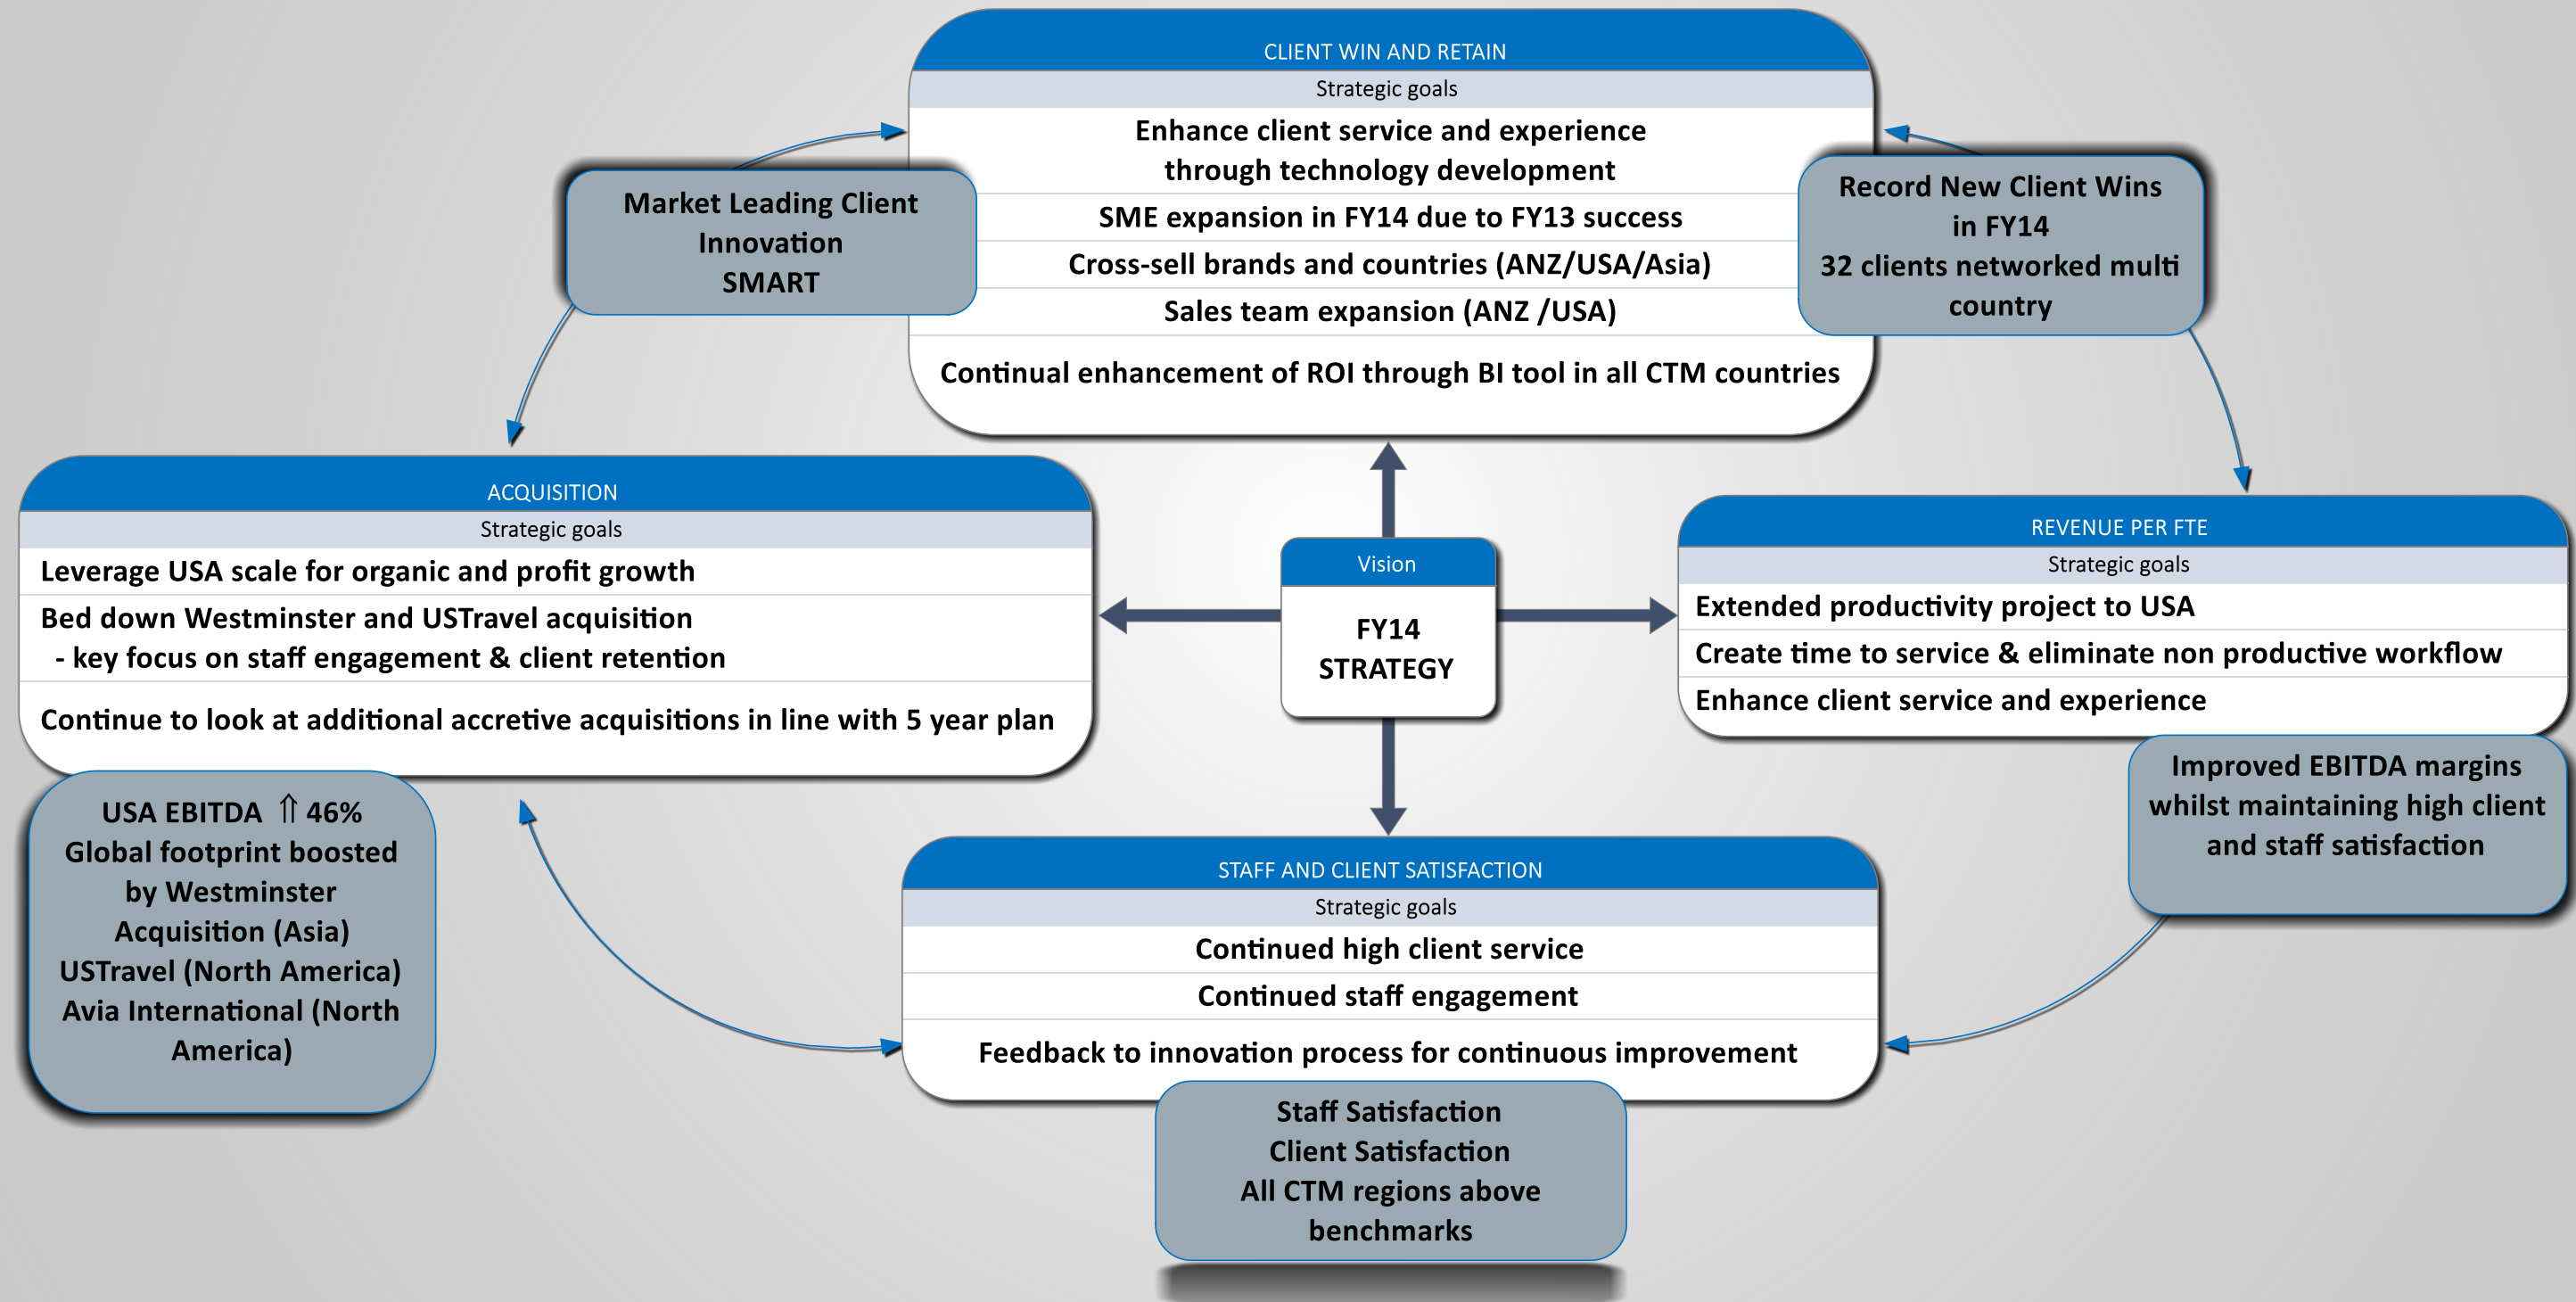 CLIENT WIN AND RETAIN
Strategic goals
Enhance client service and experience
through technology development
SME expansion in FY14 due to FY13 success
Cross-sell brands and countries (ANZ/USA/Asia)
Sales team expansion (ANZ /USA)
Continual enhancement of ROI through BI tool in all CTM countries
Market Leading Client
Innovation
SMART
Record New Client Wins
in FY14
32 clients networked multi
country
ACQUISITION
Strategic goals
Leverage USA scale for organic and profit growth
Bed down Westminster and USTravel acquisition
- key focus on staff engagement & client retention
Continue to look at additional accretive acquisitions in line with 5 year plan
USA EBITDA ⇑ 46%
Global footprint boosted
by Westminster
Acquisition (Asia)
USTravel (North America)
Avia International (North
America)
Vision
FY14
STRATEGY
REVENUE PER FTE
Strategic goals
Extended productivity project to USA
Create time to service & eliminate non productive workflow
Enhance client service and experience
Improved EBITDA margins
whilst maintaining high client
and staff satisfaction
STAFF AND CLIENT SATISFACTION
Strategic goals
Continued high client service
Continued staff engagement
Feedback to innovation process for continuous improvement
Staff Satisfaction
Client Satisfaction
All CTM regions above
benchmarks